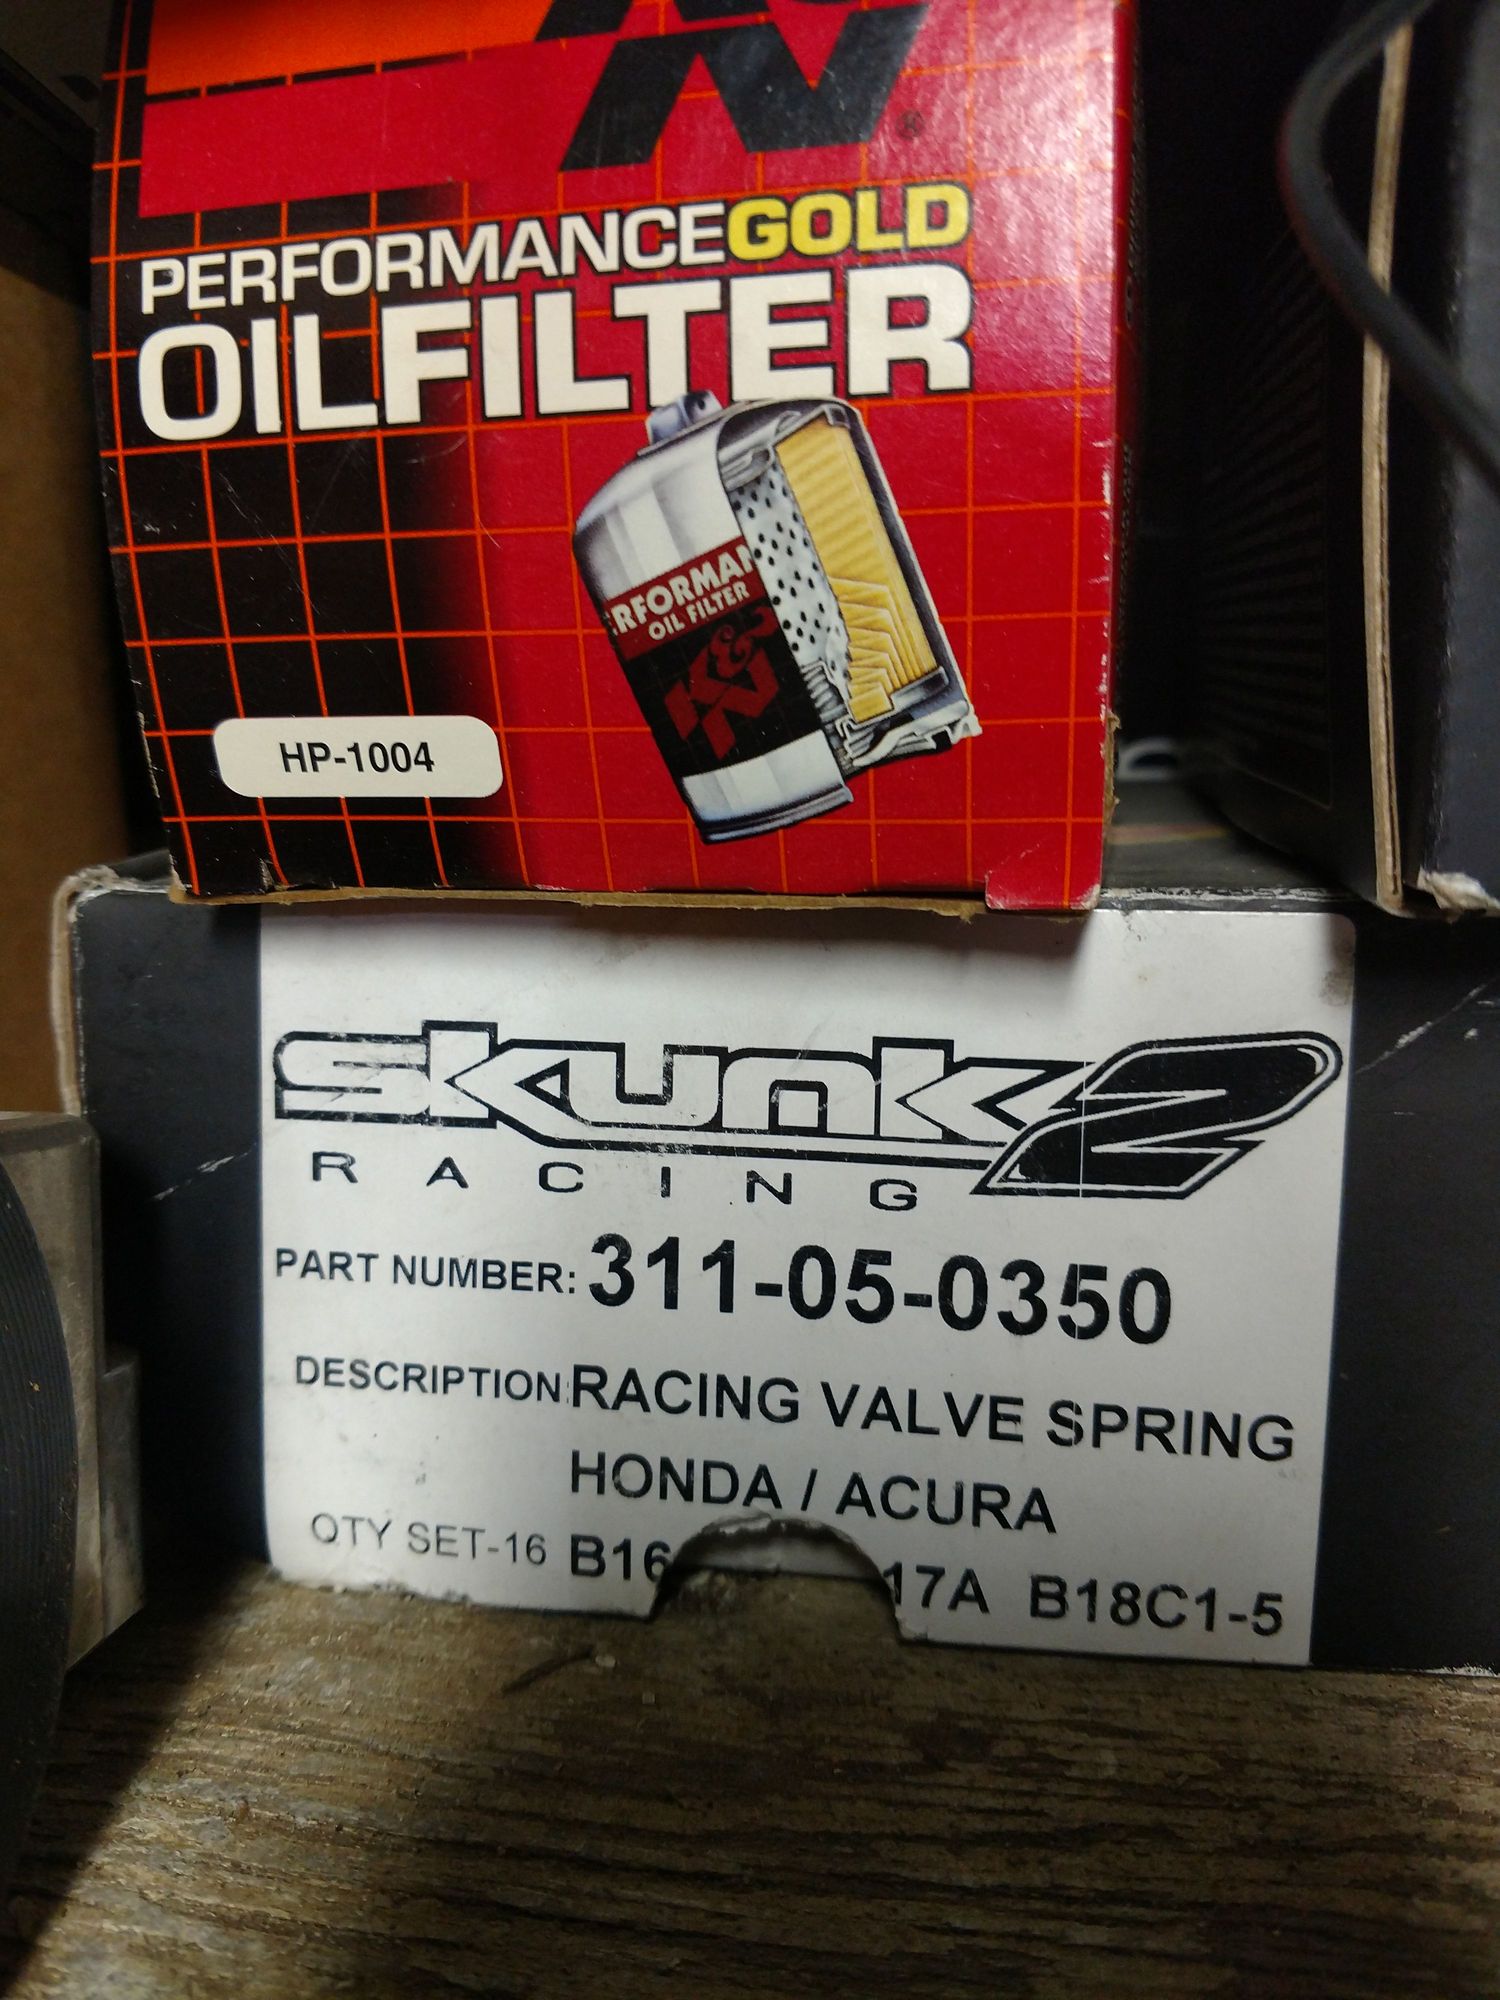 ®
PERFORMANCEGOLD
OILFILTER
RFORMAN
OIL FILTER
K&N
HP-1004
SKUNK2
RACING
PART NUMBER: 311-05-0350
DESCRIPTION: RACING VALVE SPRING
HONDA / ACURA
QTY SET-16 B16 17A B18C1-5